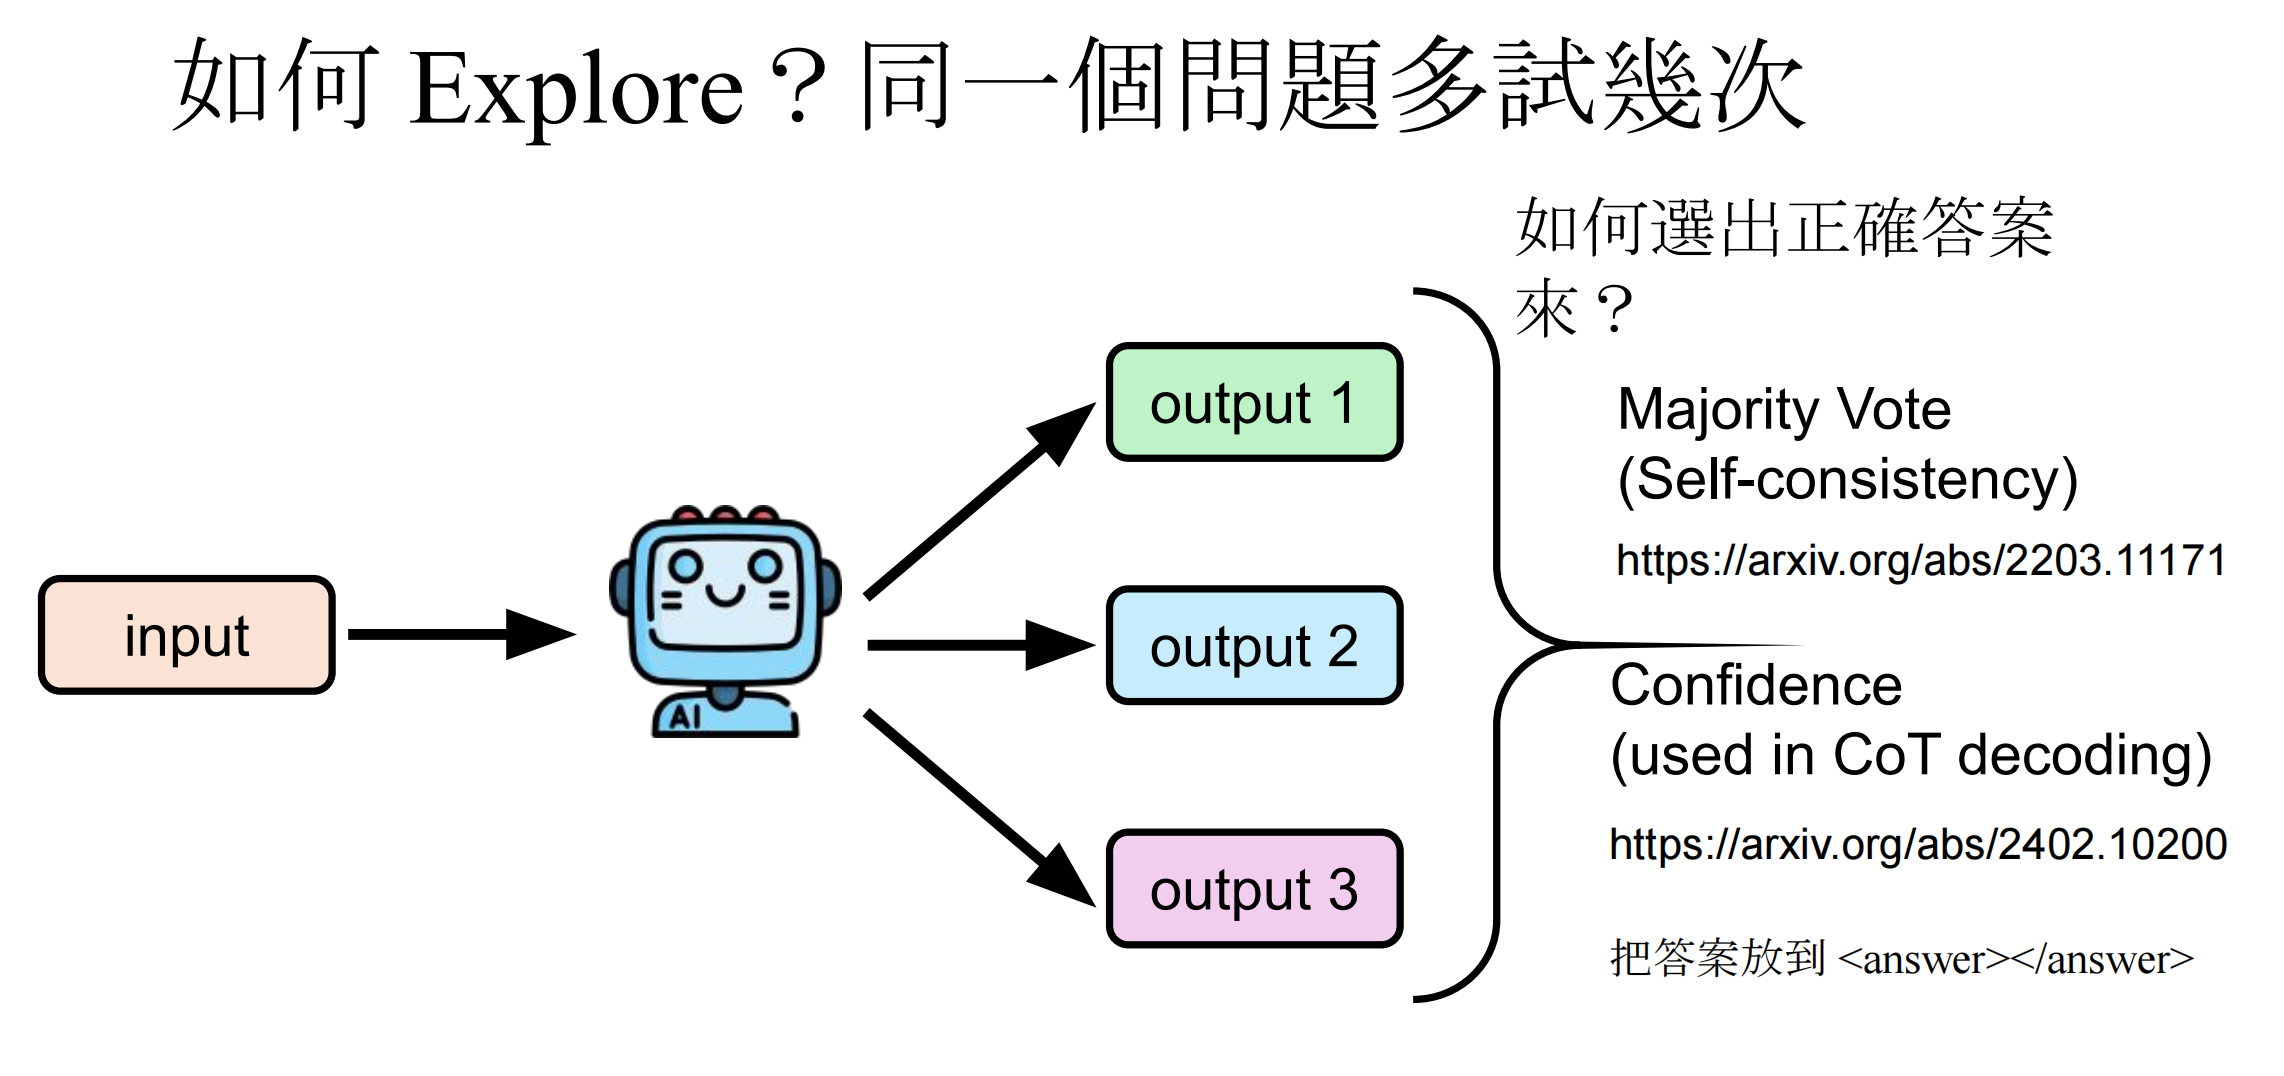 如何 Explore？同一個問題多試幾次
如何選出正確答案
來？
output 1
Majority Vote
(Self-consistency)
https://arxiv.org/abs/2203.11171
input
AI
output 2
Confidence
(used in CoT decoding)
https://arxiv.org/abs/2402.10200
output 3
把答案放到 <answer></answer>